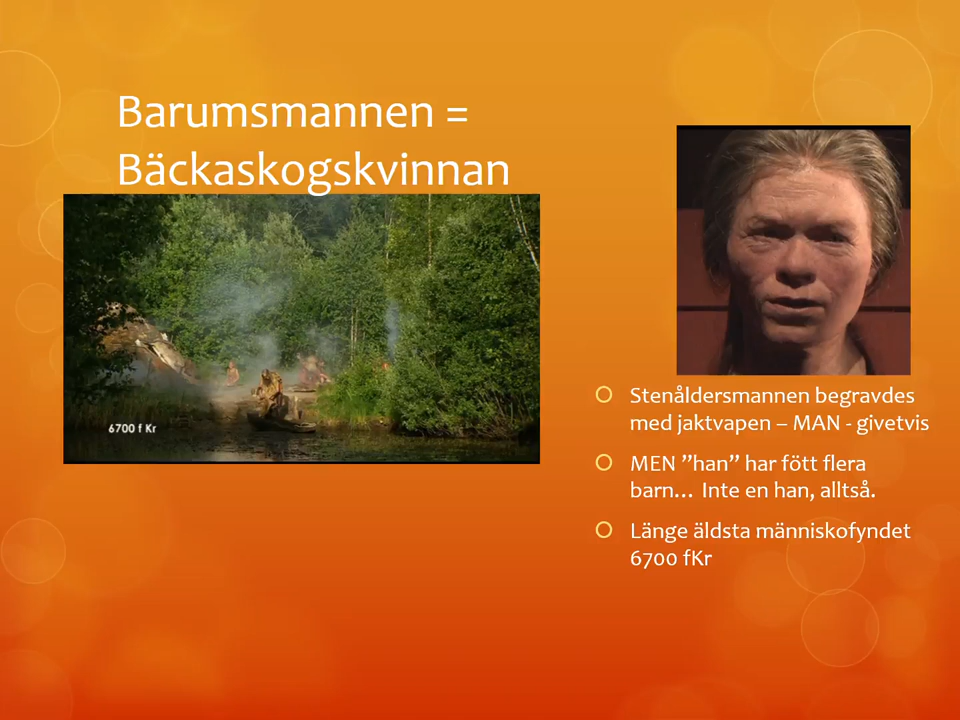 Barumsmannen =
Bäckaskogskvinnan
6700 f Kr
Stenåldersmannen begravdes
med jaktvapen – MAN - givetvis
MEN ”han” har fött flera
barn… Inte en han, alltså.
Länge äldsta människofyndet
6700 fKr